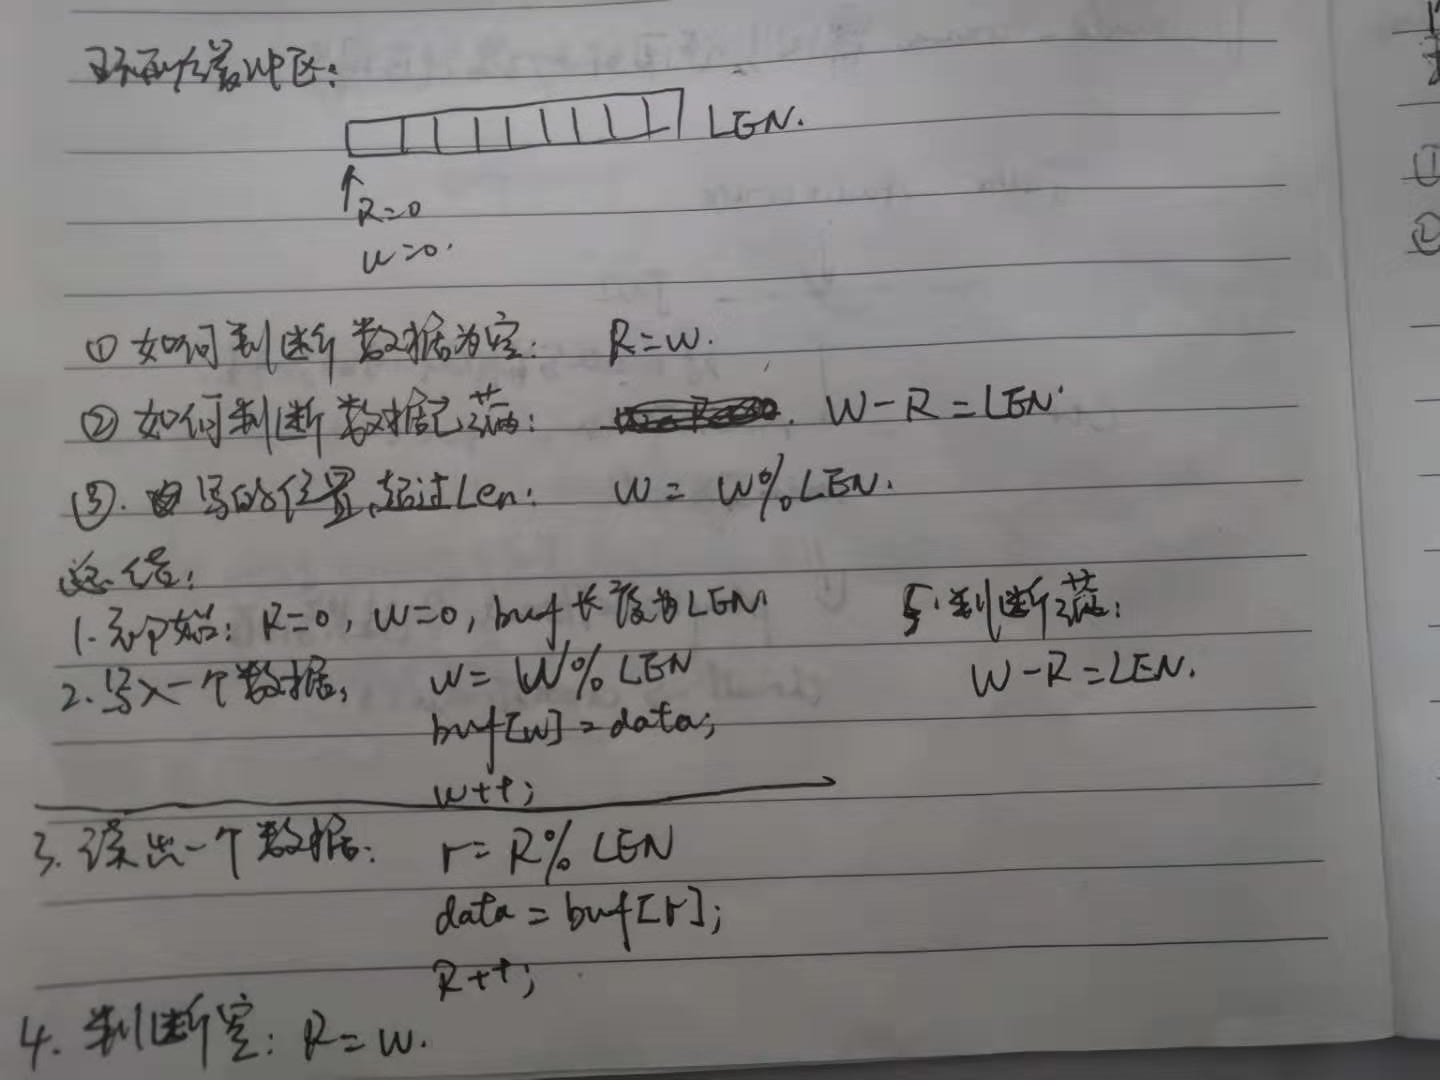 环形缓冲区:
LEN.
R=0
W=0.
① 如何判断数据为空: R=W.
② 如何判断数据已满: W-R=LEN
③. 写的位置超过Len: W= W%LEN.
总结:
1. 初始: R=0, W=0, buf长度为LEN
2. 写入一个数据: w= W% LEN
buf[w]=data;
W++;
3. 读出一个数据: r= R% LEN
data = buf[r];
R++;
4. 判断空: R=W.
5. 判断满:
W-R=LEN.